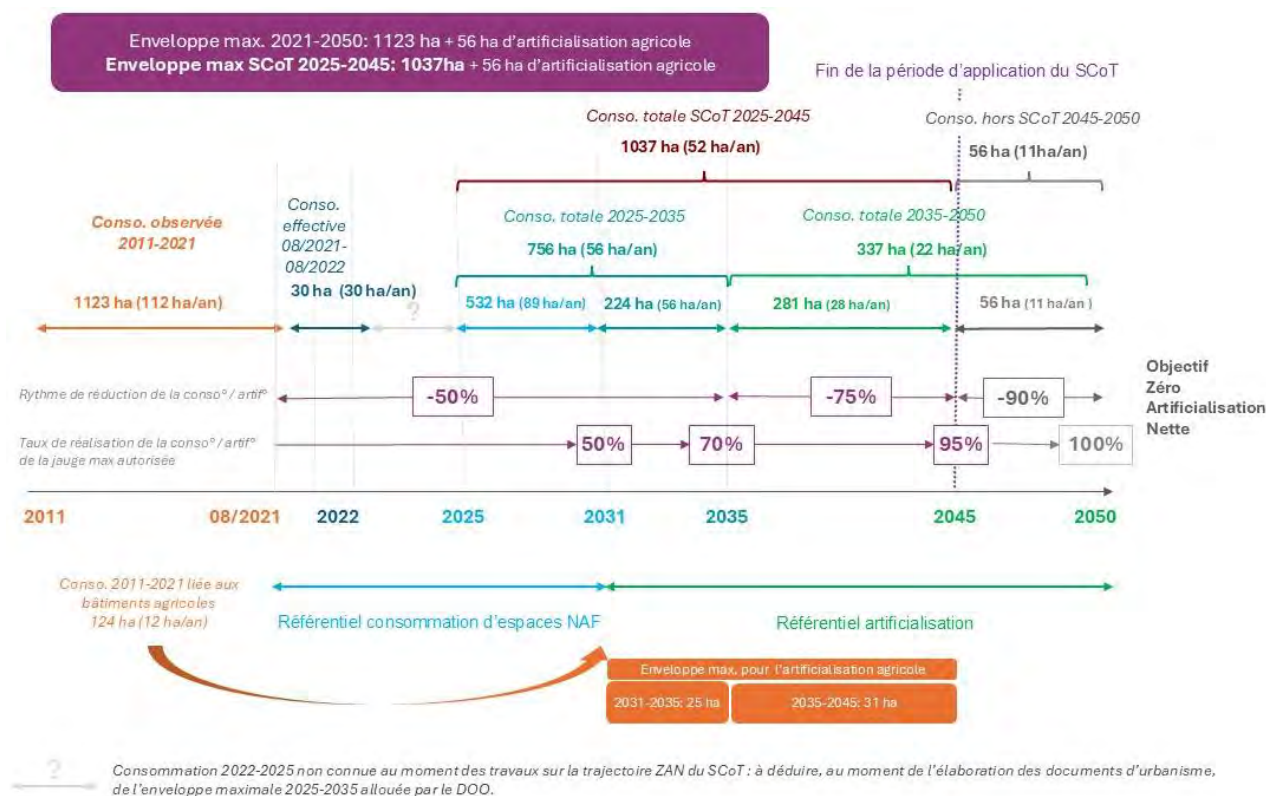 Enveloppe max. 2021-2050: 1123 ha + 56 ha d'artificialisation agricole
Enveloppe max SCoT 2025-2045: 1037ha + 56 ha d'artificialisation agricole
Fin de la période d'application du SCoT
Conso. totale SCoT 2025-2045
1037 ha (52 ha/an)
Conso. hors SCoT 2045-2050
56 ha (11ha/an)
Conso. observée
2011-2021
1123 ha (112 ha/an)
Conso.
effective
08/2021-
08/2022
30 ha (30 ha/an)
?
Conso. totale 2025-2035
756 ha (56 ha/an)
Conso. totale 2035-2050
337 ha (22 ha/an)
532 ha (89 ha/an)
224 ha (56 ha/an)
281 ha (28 ha/an)
56 ha (11 ha/an )
Rythme de réduction de la conso° / artif°
-50%
-75%
-90%
Objectif
Zéro
Artificialisation
Nette
Taux de réalisation de la conso° / artif°
de la jauge max autorisée
50%
70%
95%
100%
2011
08/2021
2022
2025
2031
2035
2045
2050
Conso. 2011-2021 liée aux
bâtiments agricoles
124 ha (12 ha/an)
Référentiel consommation d'espaces NAF
Référentiel artificialisation
Enveloppe max. pour l'artificialisation agricole
2031-2035: 25 ha
2035-2045: 31 ha
?
Consommation 2022-2025 non connue au moment des travaux sur la trajectoire ZAN du SCoT : à déduire, au moment de l'élaboration des documents d'urbanisme,
de l'enveloppe maximale 2025-2035 allouée par le DOO.